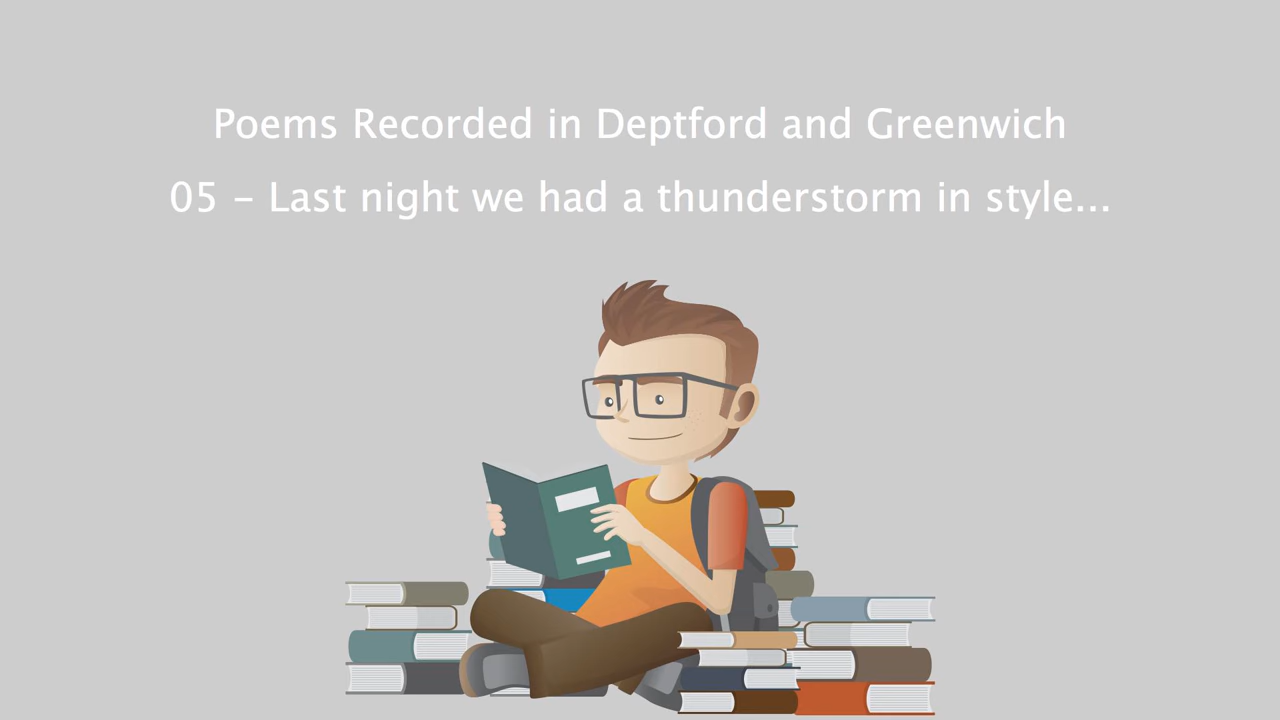 Poems Recorded in Deptford and Greenwich
05 – Last night we had a thunderstorm in style...